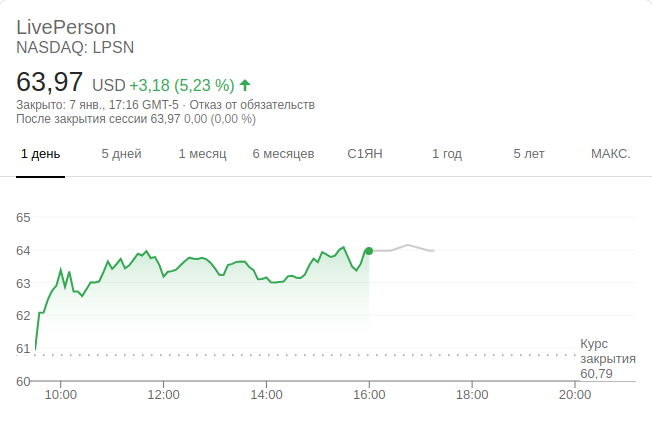 LivePerson
NASDAQ: LPSN
63,97 USD +3,18 (5,23 %)
Закрыто: 7 янв., 17:16 GMT-5 · Отказ от обязательств
После закрытия сессии 63,97 0,00 (0,00 %)
1 день 5 дней 1 месяц 6 месяцев С1ЯН 1 год 5 лет МАКС.
65
64
63
62
61
Курс
закрытия
60,79
60
10:00 12:00 14:00 16:00 18:00 20:00